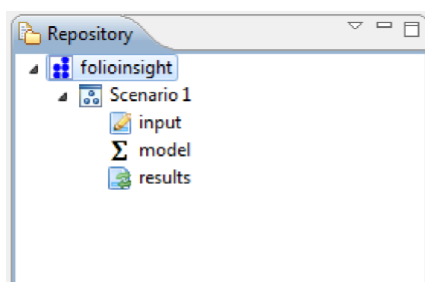 Repository
folioinsight
Scenario 1
input
Σ model
results